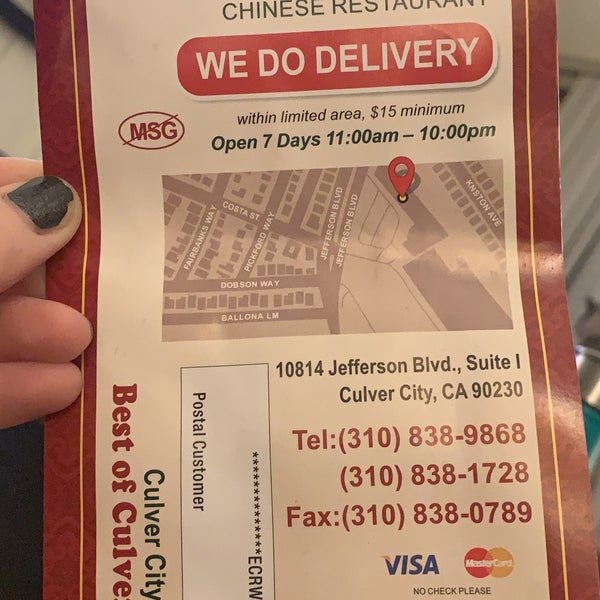 CHINESE RESTAURANT
WE DO DELIVERY
within limited area, $15 minimum
MSG
Open 7 Days 11:00am – 10:00pm
COSTA ST
FAIRBANKS WAY
PICKFORD WAY
JEFFERSON BLVD
JEFFERSON BLVD
KNSTON AVE
DOBSON WAY
BALLONA LM
10814 Jefferson Blvd., Suite I
Culver City, CA 90230
Tel:(310) 838-9868
(310) 838-1728
Fax:(310) 838-0789
VISA
MasterCard
NO CHECK PLEASE
Postal Customer
****************ECRW
Culver City
Best of Culve